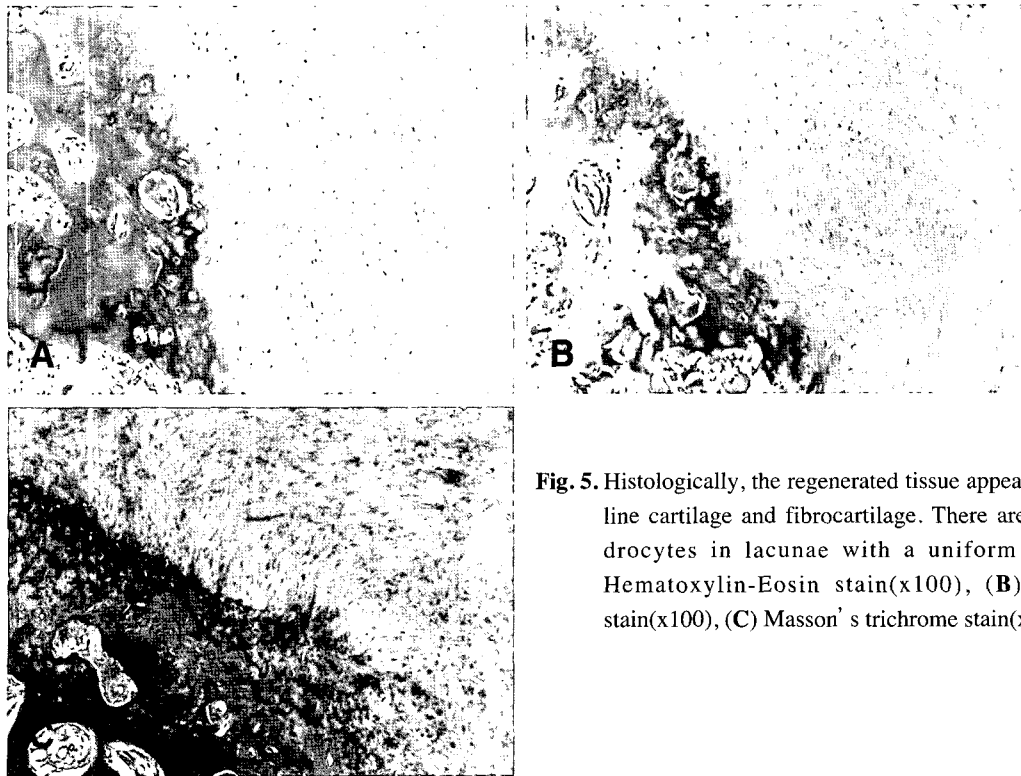 A
B
Fig. 5. Histologically, the regenerated tissue appea
line cartilage and fibrocartilage. There are
drocytes in lacunae with a uniform
Hematoxylin-Eosin stain(x100), (B)
stain(x100), (C) Masson's trichrome stain(x